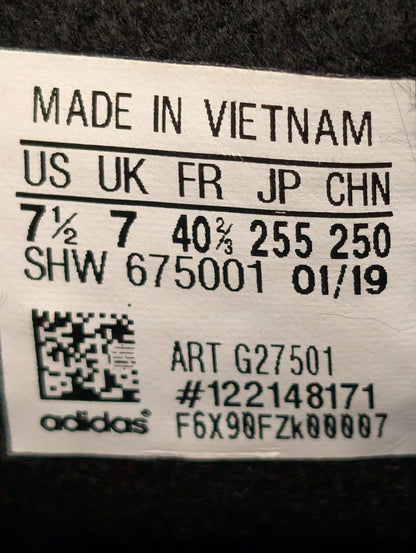 MADE IN VIETNAM
US UK FR JP CHN
7½ 7 40⅔ 255 250
SHW 675001 01/19
ART G27501
#122148171
adidas® F6X90FZk00007